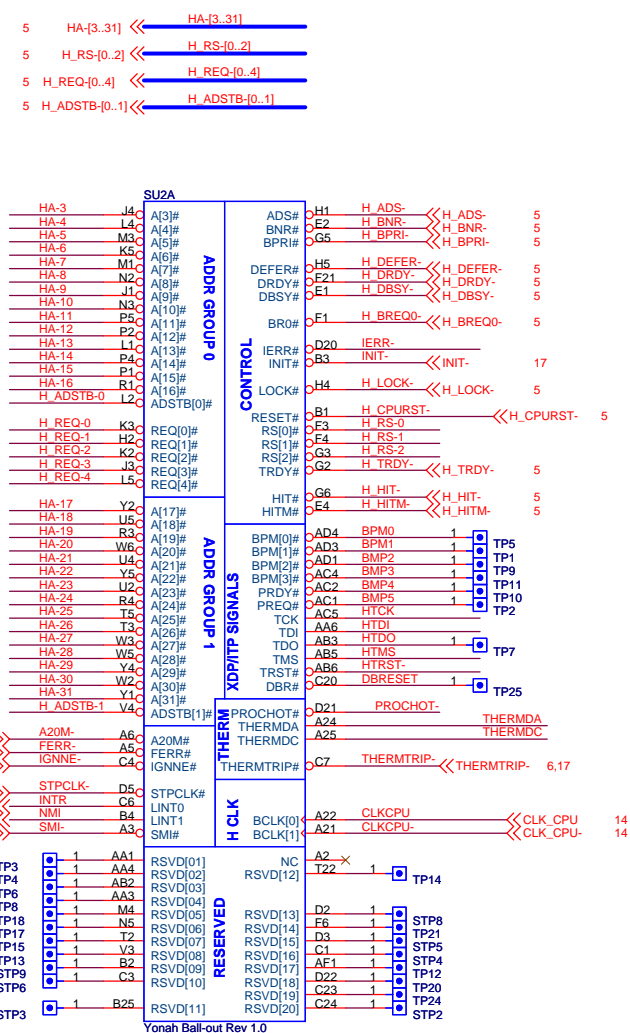 5 HA-[3..31] HA-[3..31]
5 H_RS-[0..2] H_RS-[0..2]
5 H_REQ-[0..4] H_REQ-[0..4]
5 H_ADSTB-[0..1] H_ADSTB-[0..1]
SU2A
HA-3 J4 A[3]# ADS# H1 H_ADS- H_ADS- 5
HA-4 L4 A[4]# BNR# E2 H_BNR- H_BNR- 5
HA-5 M3 A[5]# BPRI# G5 H_BPRI- H_BPRI- 5
HA-6 K5 A[6]#
HA-7 M1 A[7]# DEFER# H5 H_DEFER- H_DEFER- 5
HA-8 N2 A[8]# DRDY# F21 H_DRDY- H_DRDY- 5
HA-9 J1 A[9]# DBSY# E1 H_DBSY- H_DBSY- 5
HA-10 N3 A[10]#
HA-11 P5 A[11]# BR0# F1 H_BREQ0- H_BREQ0- 5
HA-12 P2 A[12]#
HA-13 L1 A[13]# IERR# D20 IERR-
HA-14 P4 A[14]# INIT# B3 INIT- INIT- 17
HA-15 P1 A[15]#
HA-16 R1 A[16]# LOCK# H4 H_LOCK- H_LOCK- 5
H_ADSTB-0 L2 ADSTB[0]#
ADDR GROUP 0
CONTROL
RESET# B1 H_CPURST- H_CPURST- 5
H_REQ-0 K3 REQ[0]# RS[0]# F3 H_RS-0
H_REQ-1 H2 REQ[1]# RS[1]# F4 H_RS-1
H_REQ-2 K2 REQ[2]# RS[2]# G3 H_RS-2
H_REQ-3 J3 REQ[3]# TRDY# G2 H_TRDY- H_TRDY- 5
H_REQ-4 L5 REQ[4]#
HIT# G6 H_HIT- H_HIT- 5
HA-17 Y2 A[17]# HITM# E4 H_HITM- H_HITM- 5
HA-18 U5 A[18]#
HA-19 R3 A[19]# BPM[0]# AD4 BPM0 1 TP5
HA-20 W6 A[20]# BPM[1]# AD3 BPM1 1 TP1
HA-21 U4 A[21]# BPM[2]# AD1 BMP2 1 TP9
HA-22 Y5 A[22]# BPM[3]# AC4 BMP3 1 TP11
HA-23 U2 A[23]# PRDY# AC2 BMP4 1 TP10
HA-24 R4 A[24]# PREQ# AC1 BMP5 1 TP2
HA-25 T5 A[25]# TCK AC5 HTCK
HA-26 T3 A[26]# TDI AA6 HTDI
HA-27 W3 A[27]# TDO AB3 HTDO 1 TP7
HA-28 W5 A[28]# TMS AB5 HTMS
HA-29 Y4 A[29]# TRST# AB6 HTRST-
HA-30 W2 A[30]# DBR# C20 DBRESET 1 TP25
HA-31 Y1 A[31]#
H_ADSTB-1 V4 ADSTB[1]# PROCHOT# D21 PROCHOT-
ADDR GROUP 1
XDP/ITP SIGNALS
THERMDA A24 THERMDA
A20M- A6 A20M# THERMDC A25 THERMDC
FERR- A5 FERR#
IGNNE- C4 IGNNE# THERMTRIP# C7 THERMTRIP- THERMTRIP- 6,17
THERM
STPCLK- D5 STPCLK#
INTR C6 LINT0
NMI B4 LINT1 BCLK[0] A22 CLKCPU CLK_CPU 14
SMI- A3 SMI# BCLK[1] A21 CLKCPU- CLK_CPU- 14
H CLK
TP3 1 AA1 RSVD[01] NC A2
TP4 1 AA4 RSVD[02] RSVD[12] T22 1 TP14
TP6 1 AB2 RSVD[03]
TP8 1 AA3 RSVD[04]
TP18 1 M4 RSVD[05] RSVD[13] D2 1 STP8
TP17 1 N5 RSVD[06] RSVD[14] F6 1 TP21
TP15 1 T2 RSVD[07] RSVD[15] D3 1 STP5
TP13 1 V3 RSVD[08] RSVD[16] C1 1 STP4
STP9 1 B2 RSVD[09] RSVD[17] AF1 1 TP12
STP6 1 C3 RSVD[10] RSVD[18] D22 1 TP20
RSVD[19] C23 1 TP24
STP3 1 B25 RSVD[11] RSVD[20] C24 1 STP2
RESERVED
Yonah Ball-out Rev 1.0